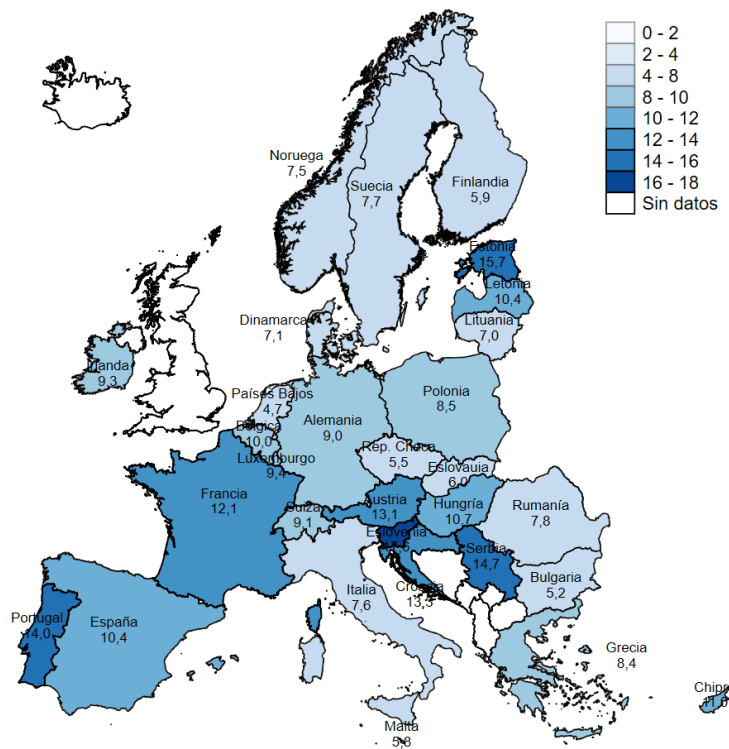 0 - 2
2 - 4
4 - 8
8 - 10
10 - 12
12 - 14
14 - 16
16 - 18
Sin datos
Noruega
7,5
Suecia
7,7
Finlandia
5,9
Estonia
15,7
Letonia
10,4
Lituania
7,0
Dinamarca
7,1
Irlanda
9,3
Países Bajos
4,7
Bélgica
10,0
Luxemburgo
9,4
Alemania
9,0
Polonia
8,5
Rep. Checa
5,5
Eslovauia
6,0
Francia
12,1
Suiza
9,1
Austria
13,1
Hungría
10,7
Rumanía
7,8
Eslovenia
Serbia
14,7
Croacia
13,3
Bulgaria
5,2
Italia
7,6
Portugal
14,0
España
10,4
Grecia
8,4
Malta
5,8